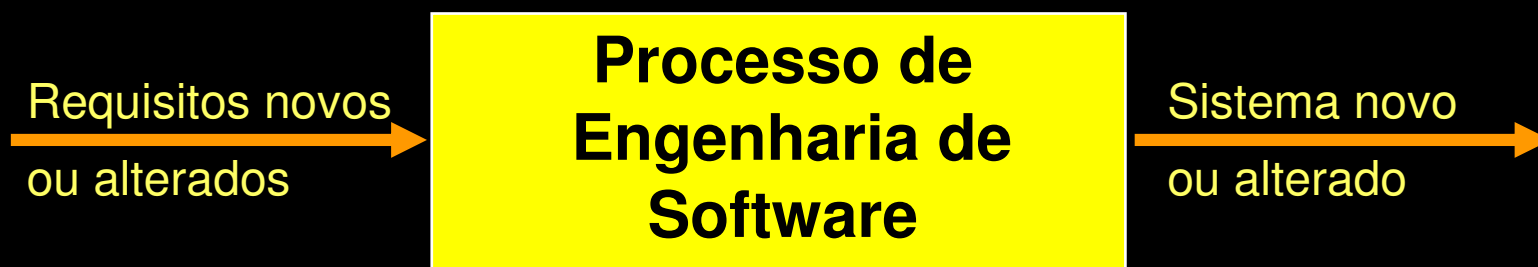 Requisitos novos
ou alterados
Processo de
Engenharia de
Software
Sistema novo
ou alterado